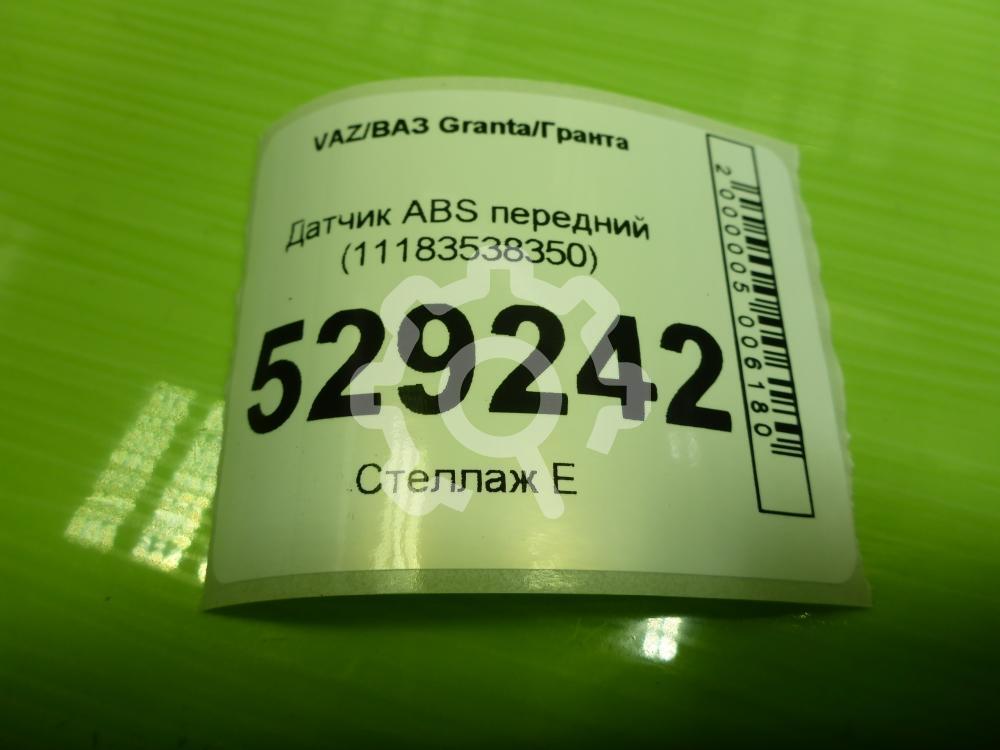 VAZ/ВАЗ Granta/Гранта
Датчик ABS передний
(11183538350)
529242
Стеллаж E
2000005006180